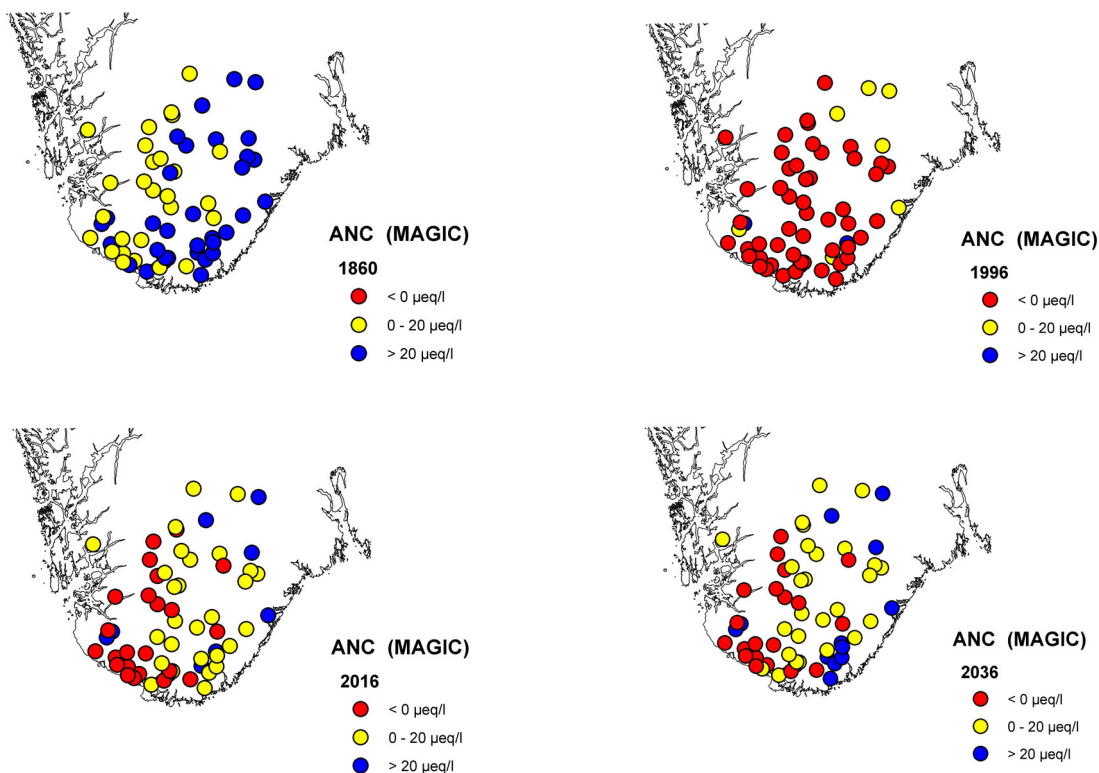 ANC (MAGIC)
1860
< 0 µeq/l
0 - 20 µeq/l
> 20 µeq/l
ANC (MAGIC)
1996
< 0 µeq/l
0 - 20 µeq/l
> 20 µeq/l
ANC (MAGIC)
2016
< 0 µeq/l
0 - 20 µeq/l
> 20 µeq/l
ANC (MAGIC)
2036
< 0 µeq/l
0 - 20 µeq/l
> 20 µeq/l